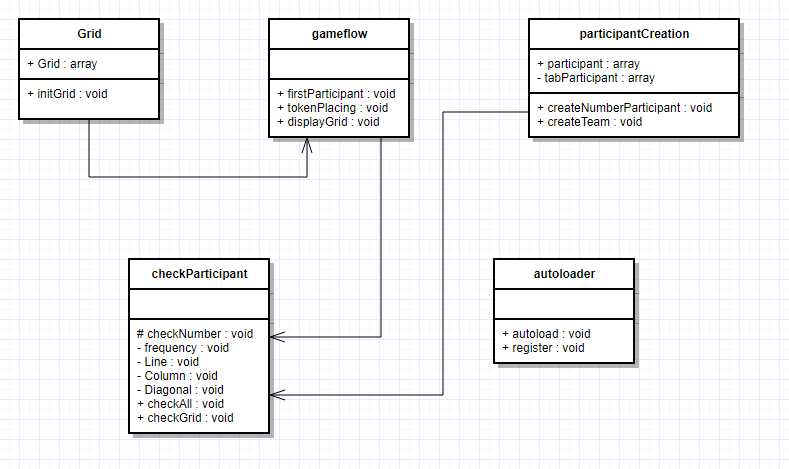 Grid
+ Grid : array
+ initGrid : void
gameflow
+ firstParticipant : void
+ tokenPlacing : void
+ displayGrid : void
participantCreation
+ participant : array
- tabParticipant : array
+ createNumberParticipant : void
+ createTeam : void
checkParticipant
# checkNumber : void
- frequency : void
- Line : void
- Column : void
- Diagonal : void
+ checkAll : void
+ checkGrid : void
autoloader
+ autoload : void
+ register : void